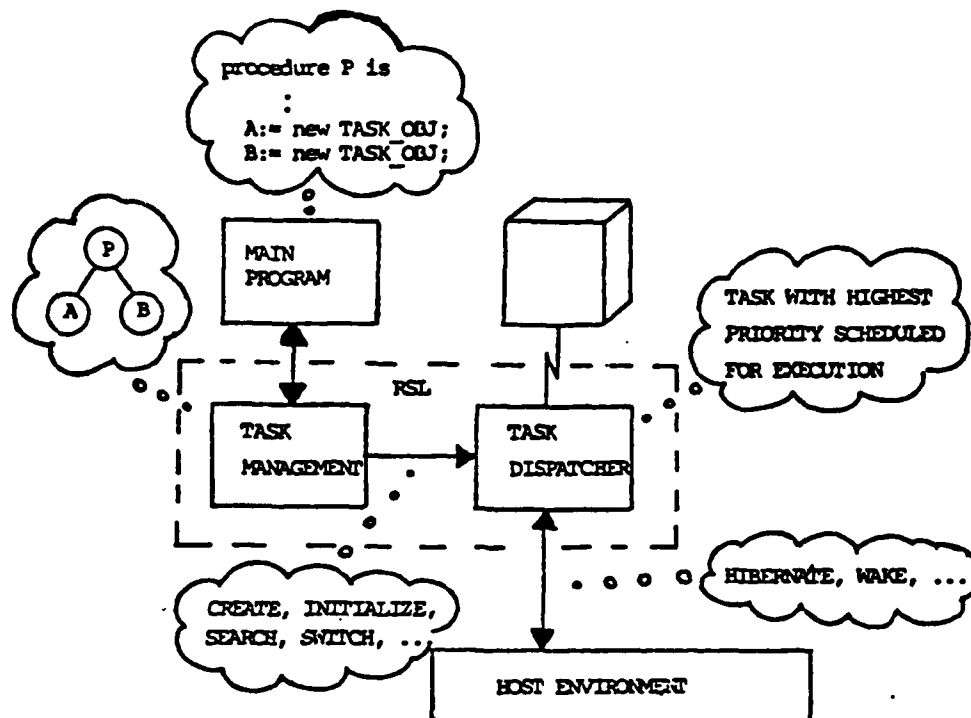 procedure P is
:
A:= new TASK_OBJ;
B:= new TASK_OBJ;
P
A
B
MAIN
PROGRAM
TASK WITH HIGHEST
PRIORITY SCHEDULED
FOR EXECUTION
RSL
TASK
MANAGEMENT
TASK
DISPATCHER
HIBERNATE, WAKE, ...
CREATE, INITIALIZE,
SEARCH, SWITCH, ...
HOST ENVIRONMENT